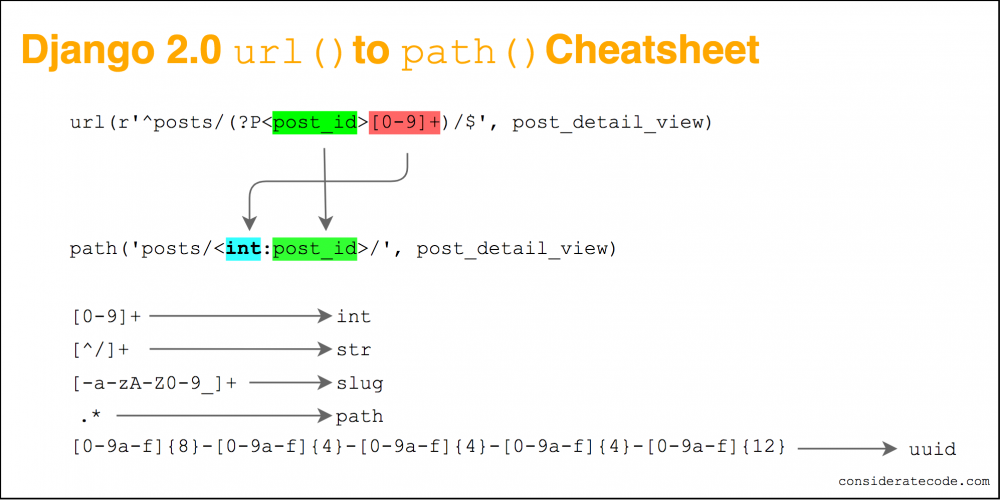 Django 2.0 url() to path() Cheatsheet
url(r'^posts/(?P<post_id>[0-9]+)/$', post_detail_view)
path('posts/<int:post_id>/', post_detail_view)
[0-9]+ int
[^/]+ str
[-a-zA-Z0-9_]+ slug
.* path
[0-9a-f]{8}-[0-9a-f]{4}-[0-9a-f]{4}-[0-9a-f]{4}-[0-9a-f]{12} uuid
consideratecode.com